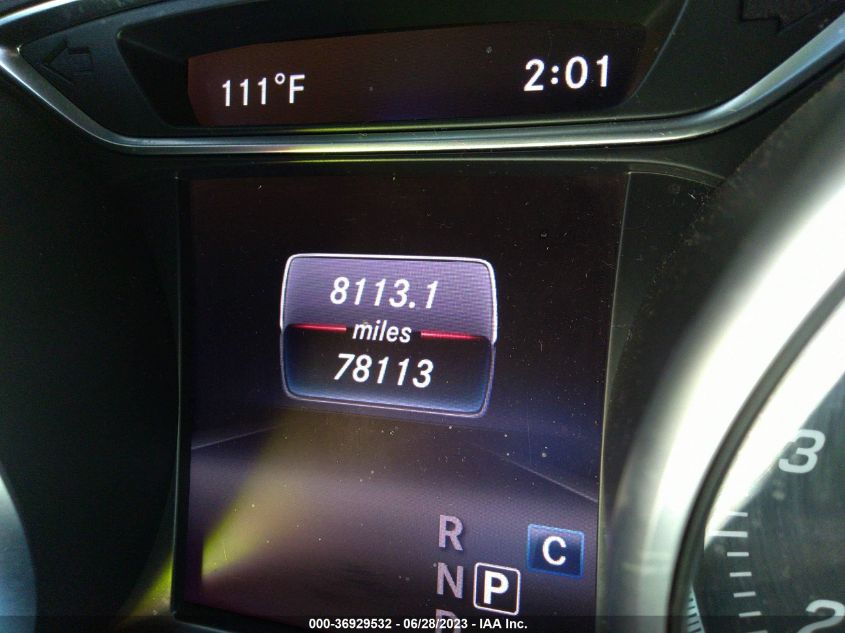 111°F 2:01
8113.1
miles
78113
R
C
N P
D
3
2
000-36929532 - 06/28/2023 - IAA Inc.